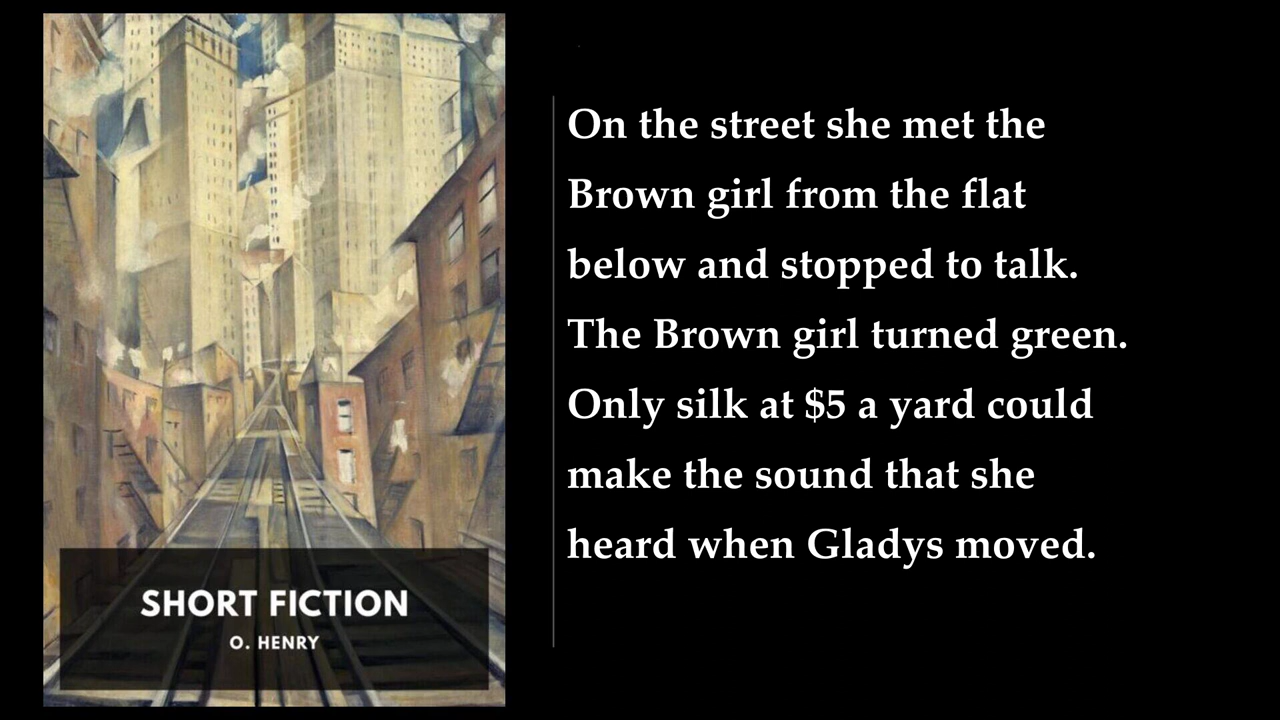 On the street she met the
Brown girl from the flat
below and stopped to talk.
The Brown girl turned green.
Only silk at $5 a yard could
make the sound that she
heard when Gladys moved.
SHORT FICTION
O. HENRY